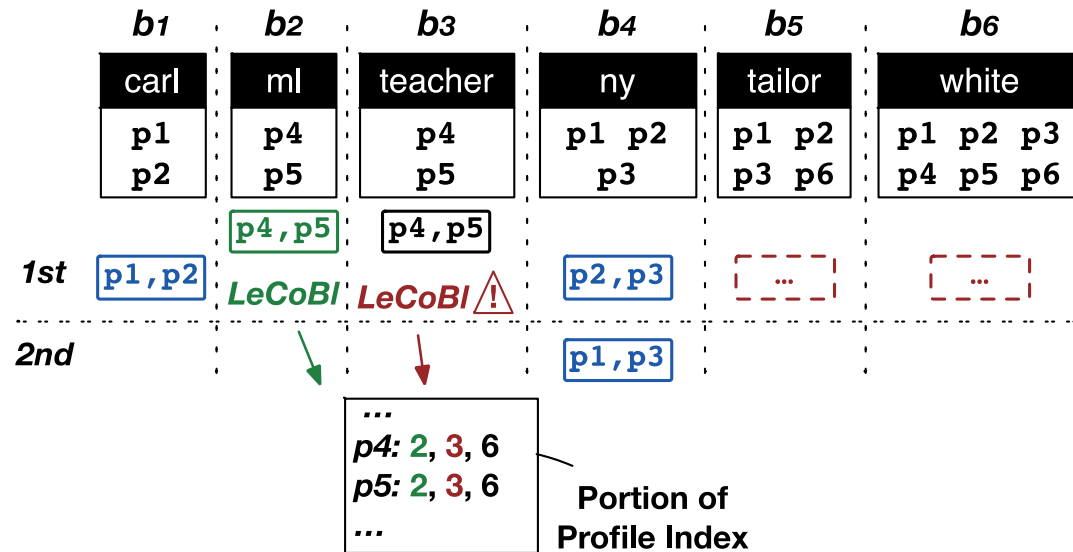 b1 b2 b3 b4 b5 b6
carl ml teacher ny tailor white
p1 p4 p4 p1 p2 p1 p2 p1 p2 p3
p2 p5 p5 p3 p3 p6 p4 p5 p6
p4,p5 p4,p5
1st p1,p2 p2,p3 ... ...
LeCoBl LeCoBl !
2nd p1,p3
...
p4: 2, 3, 6
p5: 2, 3, 6
...
Portion of
Profile Index